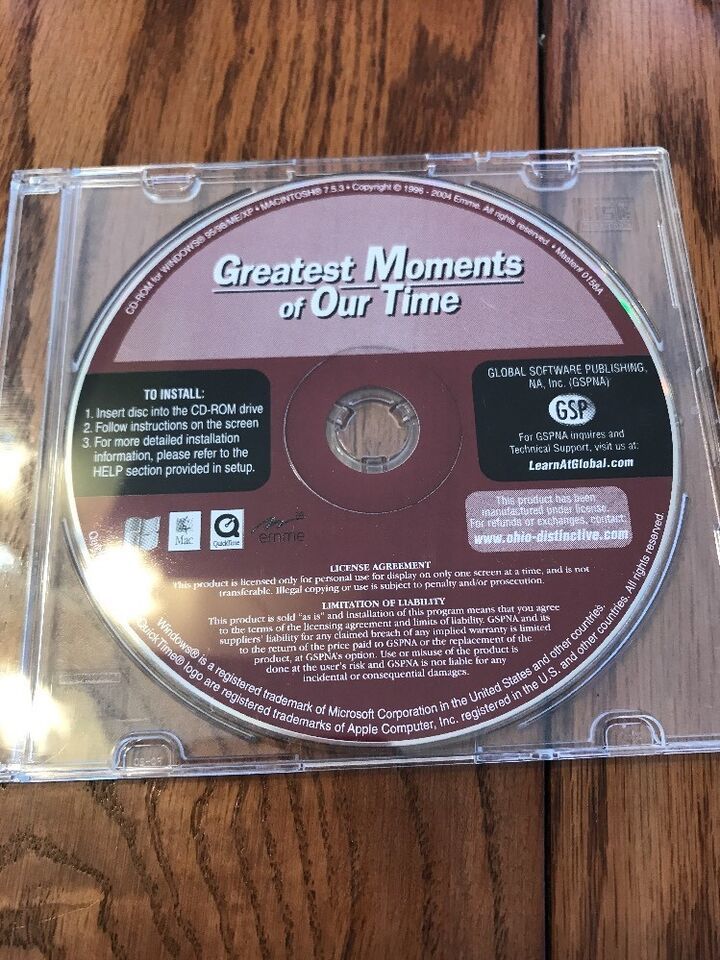 CD-ROM for WINDOWS® 95/98/ME/XP • MACINTOSH® 7.5.3 • Copyright © 1996 - 2004 Emme. All rights reserved. • Master# 0158A
Greatest Moments
of Our Time
TO INSTALL:
1. Insert disc into the CD-ROM drive
2. Follow instructions on the screen
3. For more detailed installation
information, please refer to the
HELP section provided in setup.
GLOBAL SOFTWARE PUBLISHING,
NA, Inc. (GSPNA)
GSP
For GSPNA inquires and
Technical Support, visit us at:
LearnAtGlobal.com
This product has been
manufactured under license.
For refunds or exchanges, contact:
www.ohio-distinctive.com
Mac
QuickTime
emme
LICENSE AGREEMENT
This product is licensed only for personal use for display on only one screen at a time, and is not
transferable. Illegal copying or use is subject to penalty and/or prosecution.
LIMITATION OF LIABILITY
This product is sold "as is" and installation of this program means that you agree
to the terms of the licensing agreement and limits of liability. GSPNA and its
suppliers' liability for any claimed breach of any implied warranty is limited
to the return of the price paid to GSPNA or the replacement of the
product, at GSPNA's option. Use or misuse of the product is
done at the user's risk and GSPNA is not liable for any
incidental or consequential damages.
Windows® is a registered trademark of Microsoft Corporation in the United States and other countries.
QuickTime® logo are registered trademarks of Apple Computer, Inc. registered in the U.S. and other countries. All rights reserved.